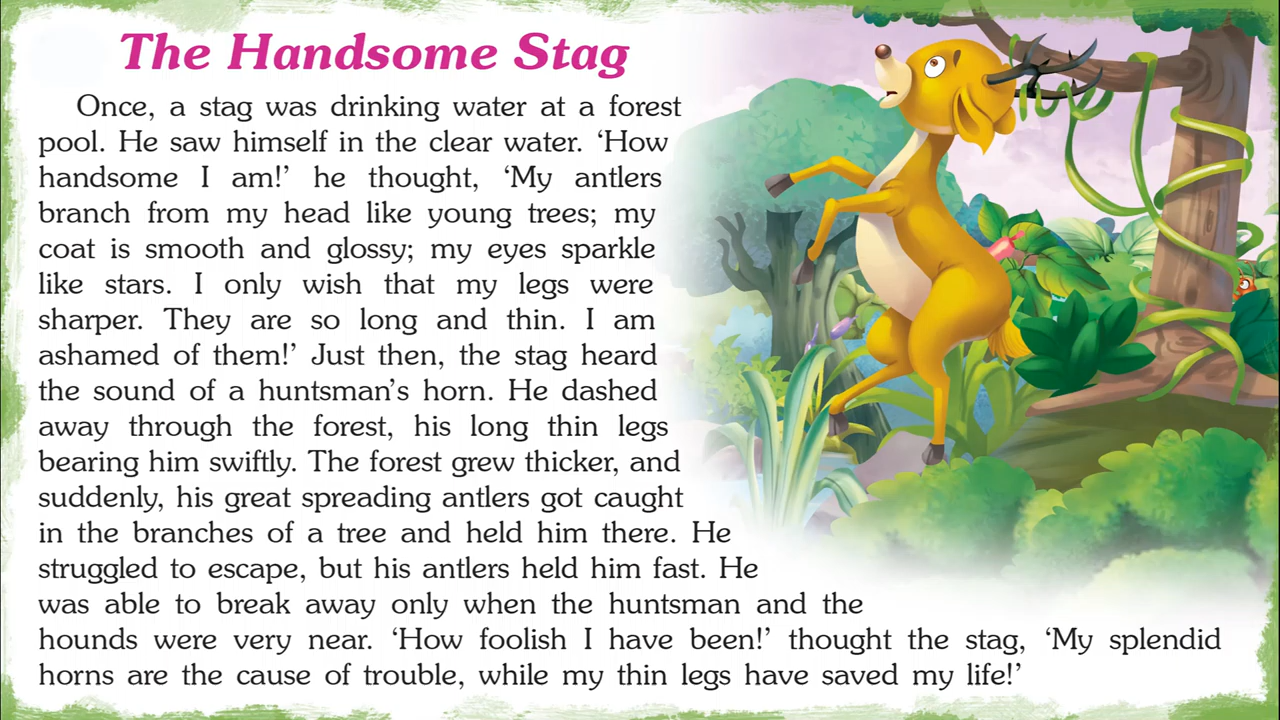 The Handsome Stag
Once, a stag was drinking water at a forest
pool. He saw himself in the clear water. ‘How
handsome I am!’ he thought, ‘My antlers
branch from my head like young trees; my
coat is smooth and glossy; my eyes sparkle
like stars. I only wish that my legs were
sharper. They are so long and thin. I am
ashamed of them!’ Just then, the stag heard
the sound of a huntsman’s horn. He dashed
away through the forest, his long thin legs
bearing him swiftly. The forest grew thicker, and
suddenly, his great spreading antlers got caught
in the branches of a tree and held him there. He
struggled to escape, but his antlers held him fast. He
was able to break away only when the huntsman and the
hounds were very near. ‘How foolish I have been!’ thought the stag, ‘My splendid
horns are the cause of trouble, while my thin legs have saved my life!’